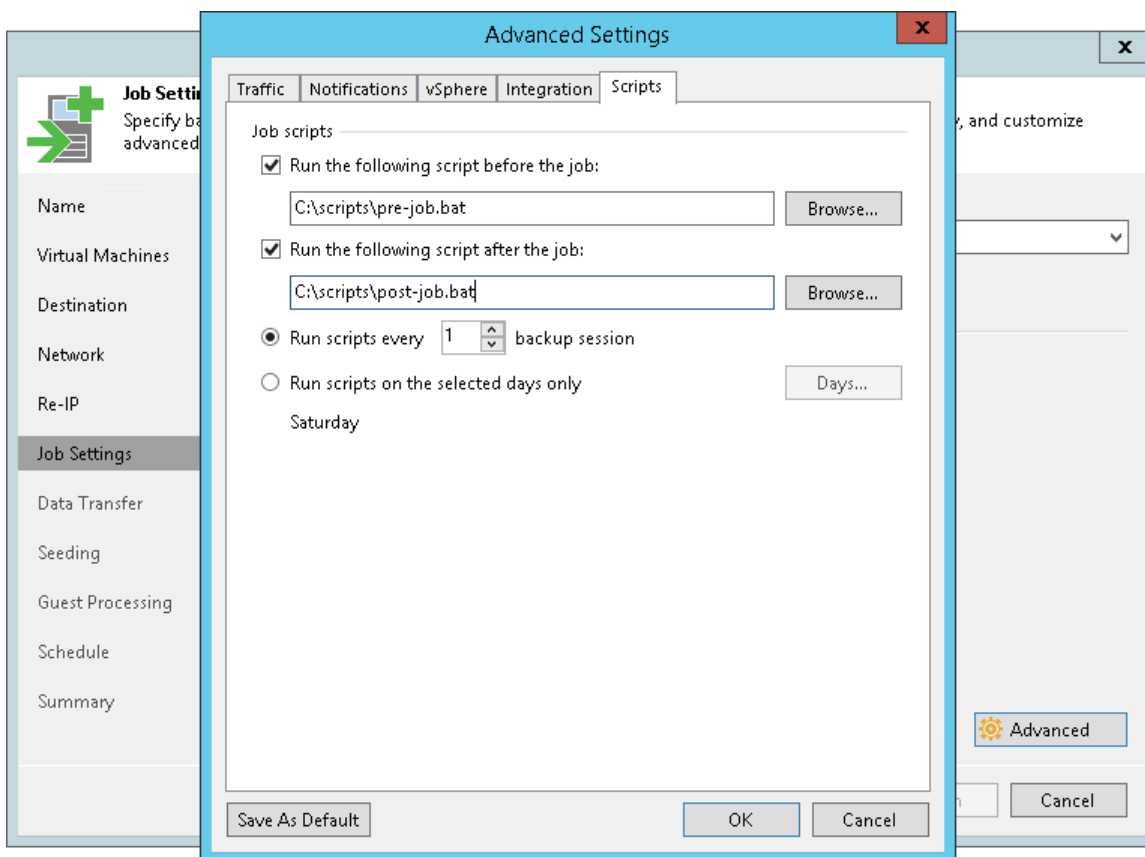 Advanced Settings
x
x
Job Setti
Specify ba
advanced
y, and customize
Traffic
Notifications
vSphere
Integration
Scripts
Name
Virtual Machines
Destination
Network
Re-IP
Job Settings
Data Transfer
Seeding
Guest Processing
Schedule
Summary
Job scripts
Run the following script before the job:
C:\scripts\pre-job.bat
Browse...
Run the following script after the job:
C:\scripts\post-job.bat
Browse...
Run scripts every 1 backup session
Run scripts on the selected days only
Days...
Saturday
Advanced
Save As Default
OK
Cancel
Cancel